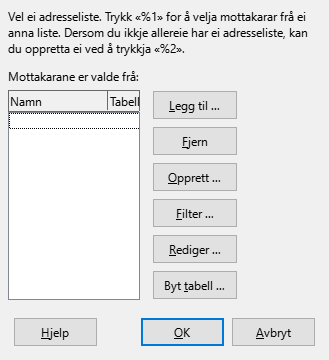 Vel ei adresseliste. Trykk «%1» for å velja mottakarar frå ei
anna liste. Dersom du ikkje allereie har ei adresseliste, kan
du oppretta ei ved å trykkja «%2».
Mottakarane er valde frå:
Namn Tabell
Legg til ...
Fjern
Opprett ...
Filter ...
Rediger ...
Byt tabell ...
Hjelp OK Avbryt